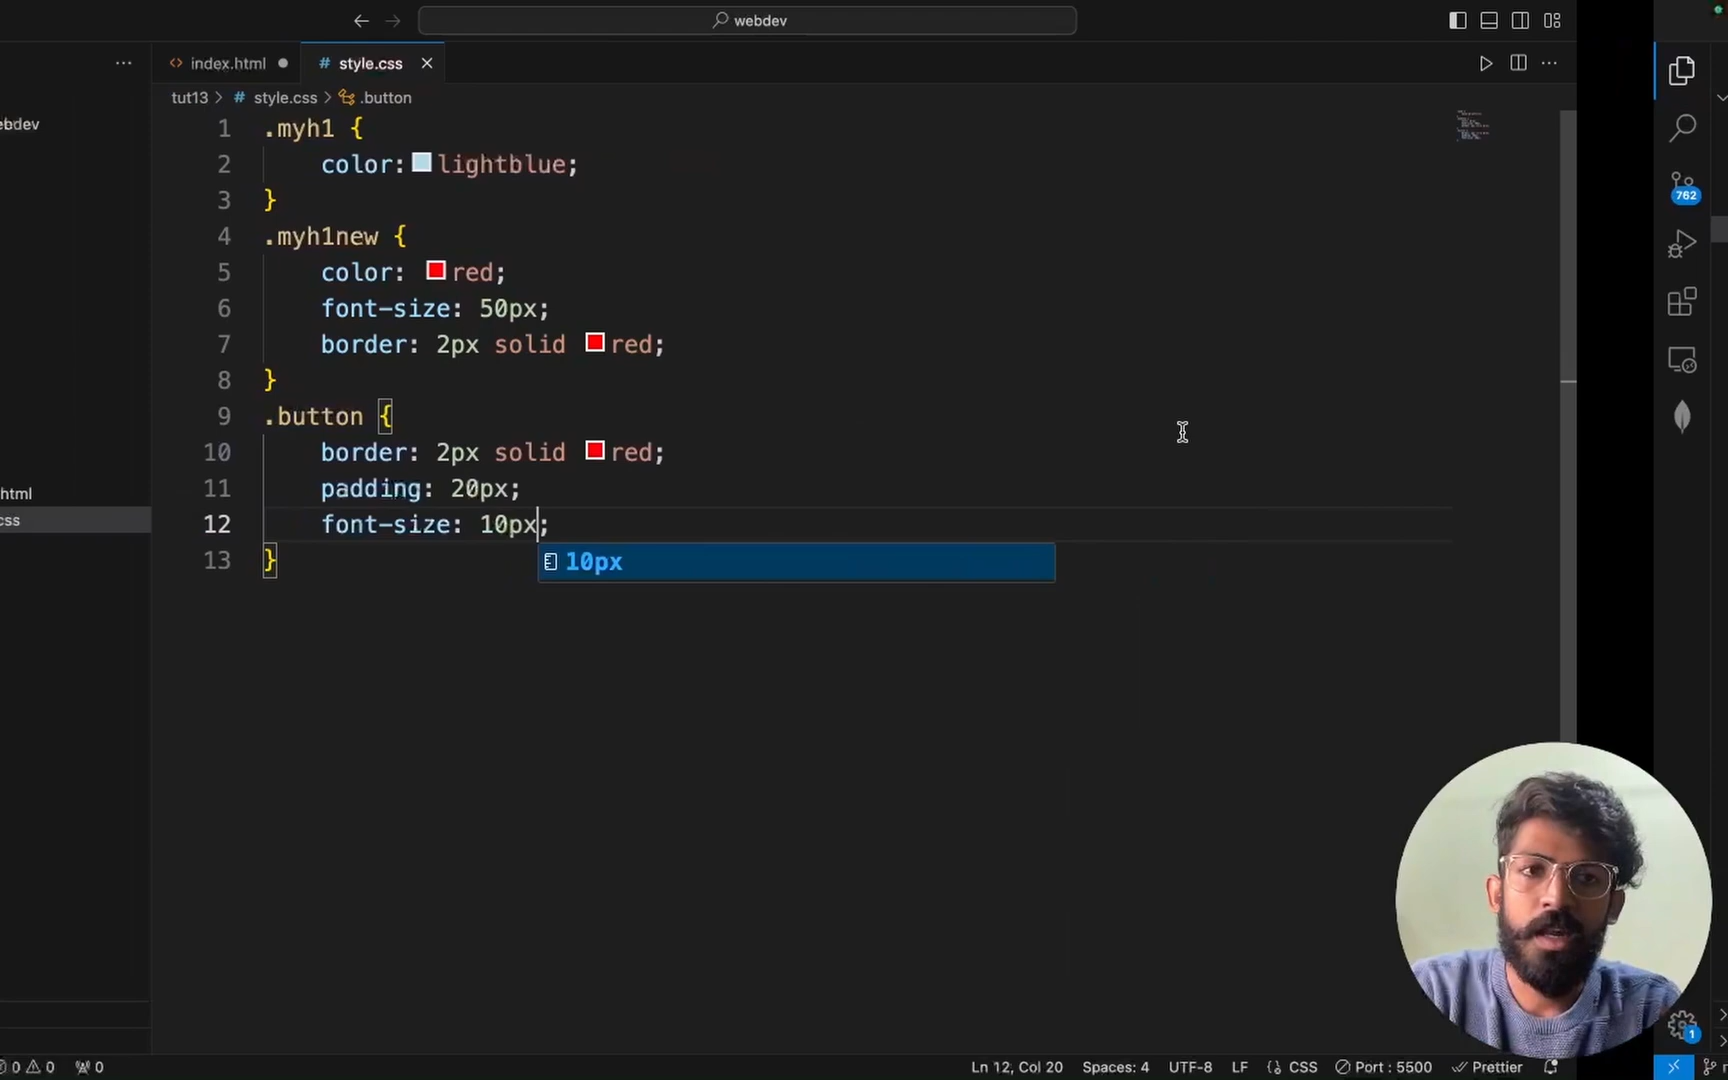 webdev
index.html
# style.css
tut13 > # style.css > .button
ebdev
html
css
1 .myh1 {
2 color: lightblue;
3 }
4 .myh1new {
5 color: red;
6 font-size: 50px;
7 border: 2px solid red;
8 }
9 .button {
10 border: 2px solid red;
11 padding: 20px;
12 font-size: 10px;
13 }
10px
762
1
0 0 0
Ln 12, Col 20 Spaces: 4 UTF-8 LF {} CSS Port : 5500 Prettier